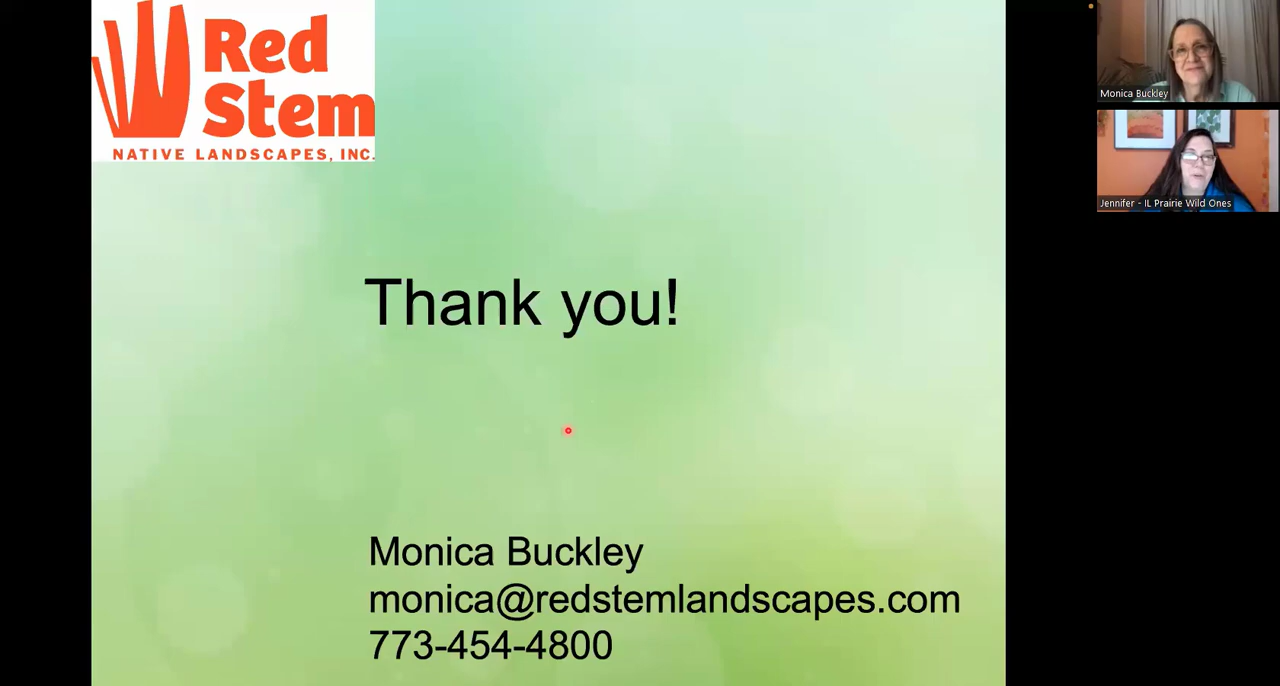 Red
Stem
NATIVE LANDSCAPES, INC.
Thank you!
Monica Buckley
monica@redstemlandscapes.com
773-454-4800
Monica Buckley
Jennifer - IL Prairie Wild Ones